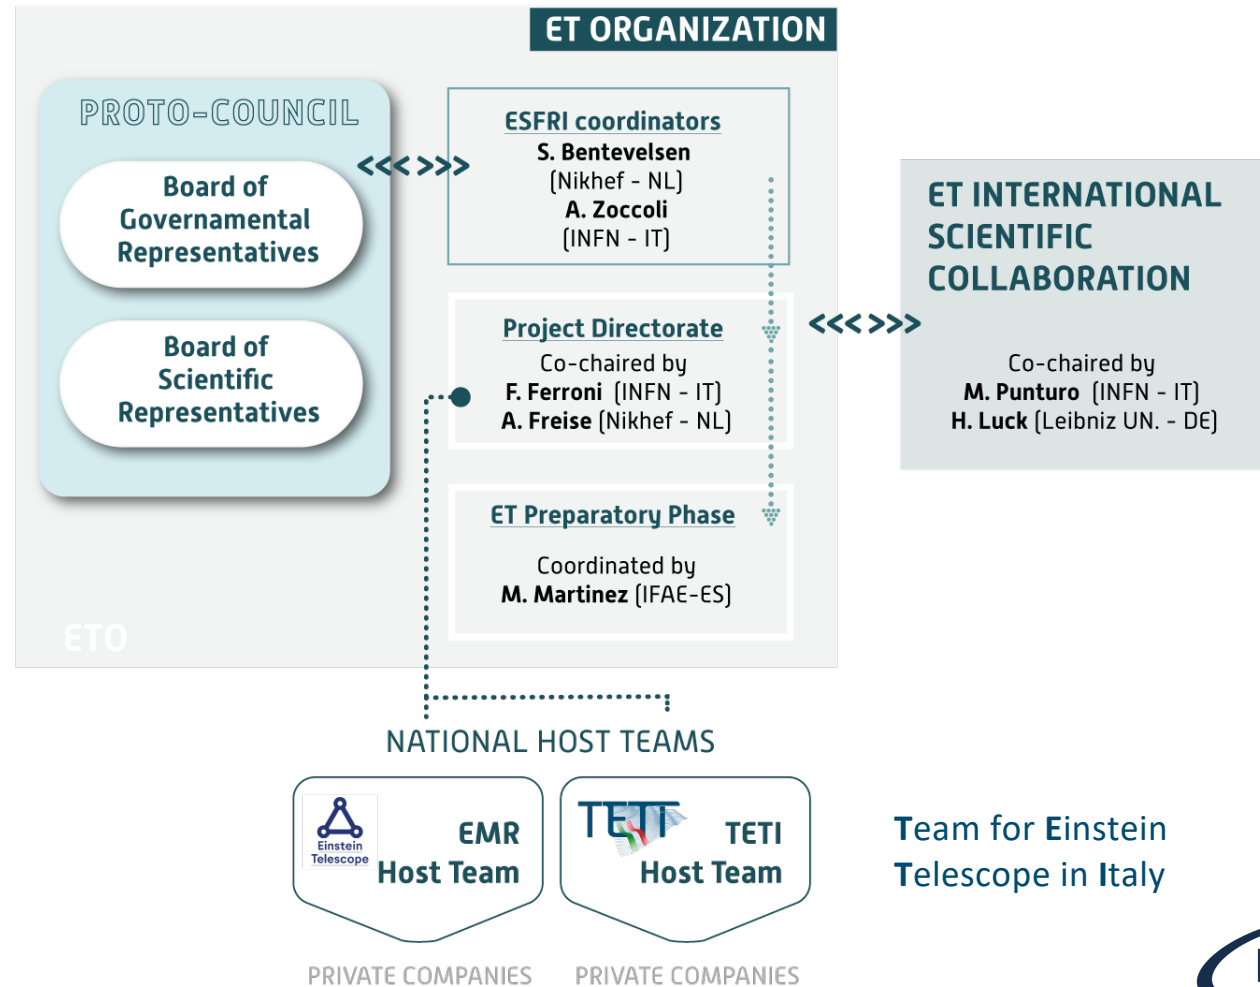 ET ORGANIZATION
PROTO-COUNCIL
Board of
Governamental
Representatives
Board of
Scientific
Representatives
<<< >>>
ESFRI coordinators
S. Bentevelsen
(Nikhef - NL)
A. Zoccoli
(INFN - IT)
Project Directorate
Co-chaired by
F. Ferroni (INFN - IT)
A. Freise (Nikhef - NL)
ET Preparatory Phase
Coordinated by
M. Martinez (IFAE-ES)
ETO
<<< >>>
ET INTERNATIONAL
SCIENTIFIC
COLLABORATION
Co-chaired by
M. Punturo (INFN - IT)
H. Luck (Leibniz UN. - DE)
NATIONAL HOST TEAMS
Einstein
Telescope
EMR
Host Team
TETI
TETI
Host Team
Team for Einstein
Telescope in Italy
PRIVATE COMPANIES
PRIVATE COMPANIES